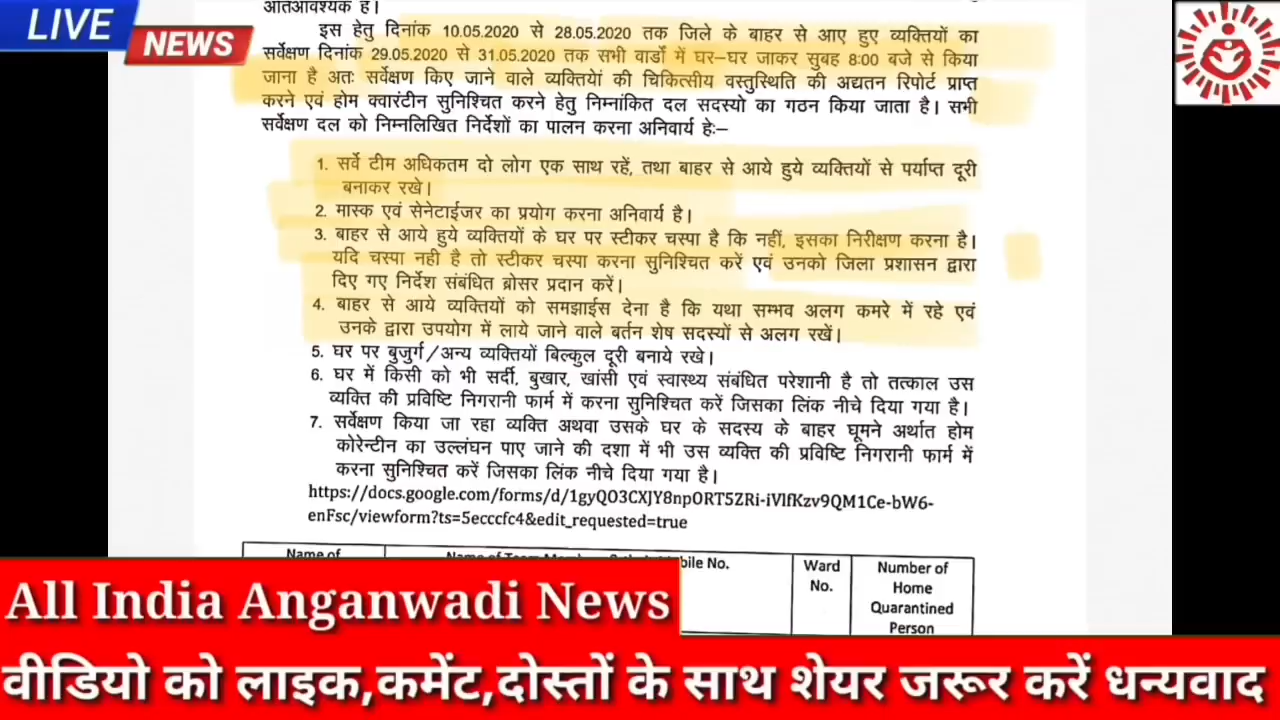 LIVE
NEWS
अतिआवश्यक है।
इस हेतु दिनांक 10.05.2020 से 28.05.2020 तक जिले के बाहर से आए हुए व्यक्तियों का
सर्वेक्षण दिनांक 29.05.2020 से 31.05.2020 तक सभी वार्डो में घर–घर जाकर सुबह 8:00 बजे से किया
जाना है अतः सर्वेक्षण किए जाने वाले व्यक्तियेां की चिकित्सीय वस्तुस्थिति की अद्यतन रिपोर्ट प्राप्त
करने एवं होम क्वारंटीन सुनिश्चित करने हेतु निम्नांकित दल सदस्यो का गठन किया जाता है। सभी
सर्वेक्षण दल को निम्नलिखित निर्देशों का पालन करना अनिवार्य हेः–
1. सर्वे टीम अधिकतम दो लोग एक साथ रहें, तथा बाहर से आये हुये व्यक्तियों से पर्याप्त दूरी
बनाकर रखे।
2. मास्क एवं सेनेटाईजर का प्रयोग करना अनिवार्य है।
3. बाहर से आये हुये व्यक्तियों के घर पर स्टीकर चस्पा है कि नहीं, इसका निरीक्षण करना है।
यदि चस्पा नही है तो स्टीकर चस्पा करना सुनिश्चित करें एवं उनको जिला प्रशासन द्वारा
दिए गए निर्देश संबंधित ब्रोसर प्रदान करें।
4. बाहर से आये व्यक्तियों को समझाईस देना है कि यथा सम्भव अलग कमरे में रहे एवं
उनके द्वारा उपयोग में लाये जाने वाले बर्तन शेष सदस्यों से अलग रखें।
5. घर पर बुजुर्ग/अन्य व्यक्तियों बिल्कुल दूरी बनाये रखे।
6. घर में किसी को भी सर्दी, बुखार, खांसी एवं स्वास्थ्य संबंधित परेशानी है तो तत्काल उस
व्यक्ति की प्रविष्टि निगरानी फार्म में करना सुनिश्चित करें जिसका लिंक नीचे दिया गया है।
7. सर्वेक्षण किया जा रहा व्यक्ति अथवा उसके घर के सदस्य के बाहर घूमने अर्थात होम
कोरेन्टीन का उल्लंघन पाए जाने की दशा में भी उस व्यक्ति की प्रविष्टि निगरानी फार्म में
करना सुनिश्चित करें जिसका लिंक नीचे दिया गया है।
https://docs.google.com/forms/d/1gyQO3CXJY8npORT5ZRi-iVlfKzv9QM1Ce-bW6-
enFsc/viewform?ts=5ecccfc4&edit_requested=true
Name of
Name of Team
No.
Ward
No.
Number of
Home
Quarantined
Person
All India Anganwadi News
वीडियो को लाइक,कमेंट,दोस्तों के साथ शेयर जरूर करें धन्यवाद